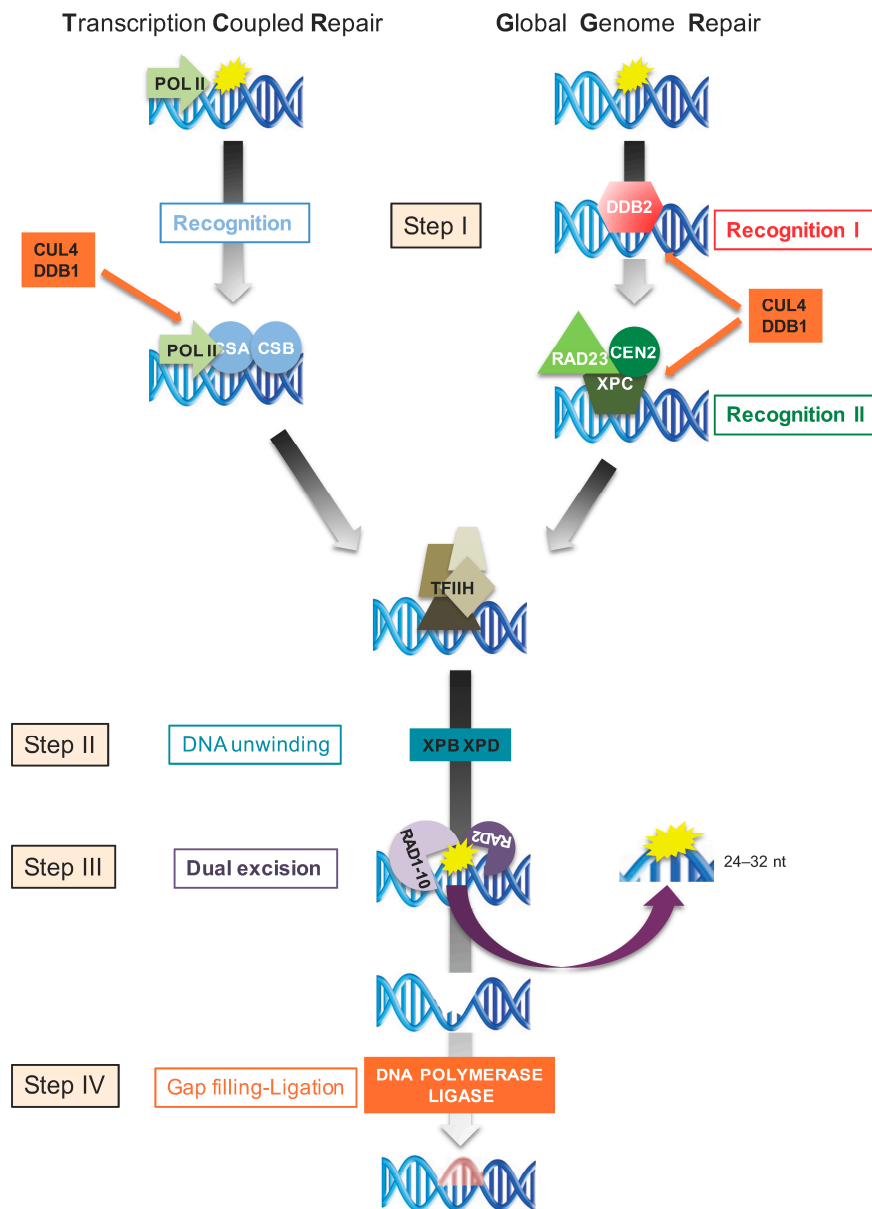 Transcription Coupled Repair
Global Genome Repair
POL II
Recognition
Step I
DDB2
Recognition I
CUL4
DDB1
CUL4
DDB1
POL II
CSA
CSB
RAD23
CEN2
XPC
Recognition II
TFIIH
Step II
DNA unwinding
XPB XPD
Step III
Dual excision
RAD1-10
RAD2
24–32 nt
Step IV
Gap filling-Ligation
DNA POLYMERASE
LIGASE